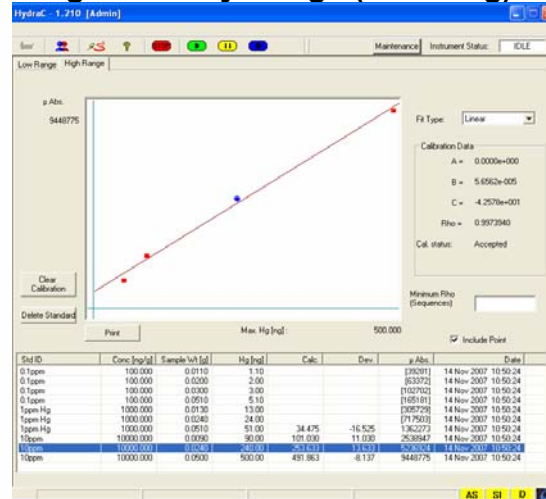 HydraC - 1.210 [Admin]
Maintenance Instrument Status: IDLE
Low Range High Range
µ Abs.
9448775
Fit Type: Linear
Calibration Data
A = 0.0000e+000
B = 5.6562e-005
C = -4.2570e+001
Rho = 0.9973940
Cal. status: Accepted
Clear Calibration
Delete Standard
Minimum Rho (Sequences)
Print
Max. Hg [ng]: 500.000
Include Point
Std ID Conc [ng/g] Sample Wt [g] Hg [ng] Calc. Dev. µ Abs. Date
0.1ppm 100.000 0.0110 1.10 [39281] 14 Nov 2007 10:50:24
0.1ppm 100.000 0.0200 2.00 [63372] 14 Nov 2007 10:50:24
0.1ppm 100.000 0.0300 3.00 [102702] 14 Nov 2007 10:50:24
0.1ppm 100.000 0.0510 5.10 [165181] 14 Nov 2007 10:50:24
1ppm Hg 1000.000 0.0130 13.00 [305729] 14 Nov 2007 10:50:24
1ppm Hg 1000.000 0.0240 24.00 [717503] 14 Nov 2007 10:50:24
1ppm Hg 1000.000 0.0510 51.00 34.475 -16.525 1362273 14 Nov 2007 10:50:24
10ppm 10000.000 0.0090 90.00 101.030 11.030 2538947 14 Nov 2007 10:50:24
10ppm 10000.000 0.0240 240.00 253.633 13.633 5236924 14 Nov 2007 10:50:24
10ppm 10000.000 0.0500 500.00 491.863 -8.137 9448775 14 Nov 2007 10:50:24
AS SI D